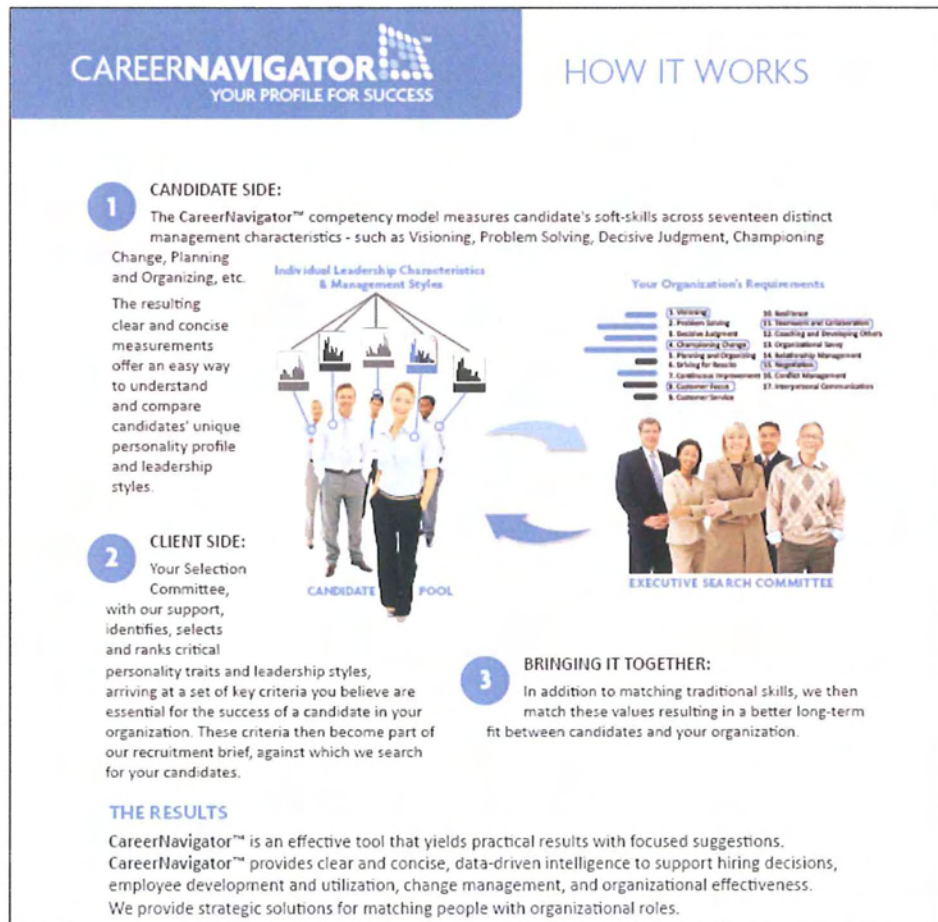 CAREERNAVIGATOR™
YOUR PROFILE FOR SUCCESS
HOW IT WORKS
1
CANDIDATE SIDE:
The CareerNavigator™ competency model measures candidate's soft-skills across seventeen distinct
management characteristics - such as Visioning, Problem Solving, Decisive Judgment, Championing
Change, Planning
and Organizing, etc.
The resulting
clear and concise
measurements
offer an easy way
to understand
and compare
candidates' unique
personality profile
and leadership
styles.
Individual Leadership Characteristics
& Management Styles
CANDIDATE POOL
Your Organization's Requirements
1. Visioning
2. Problem Solving
3. Decisive Judgment
4. Championing Change
5. Planning and Organizing
6. Driving for Results
7. Continuous Improvement
8. Customer Focus
9. Customer Service
10. Resilience
11. Teamwork and Collaboration
12. Coaching and Developing Others
13. Organizational Savvy
14. Relationship Management
15. Negotiation
16. Conflict Management
17. Interpersonal Communication
EXECUTIVE SEARCH COMMITTEE
2
CLIENT SIDE:
Your Selection
Committee,
with our support,
identifies, selects
and ranks critical
personality traits and leadership styles,
arriving at a set of key criteria you believe are
essential for the success of a candidate in your
organization. These criteria then become part of
our recruitment brief, against which we search
for your candidates.
3
BRINGING IT TOGETHER:
In addition to matching traditional skills, we then
match these values resulting in a better long-term
fit between candidates and your organization.
THE RESULTS
CareerNavigator™ is an effective tool that yields practical results with focused suggestions.
CareerNavigator™ provides clear and concise, data-driven intelligence to support hiring decisions,
employee development and utilization, change management, and organizational effectiveness.
We provide strategic solutions for matching people with organizational roles.